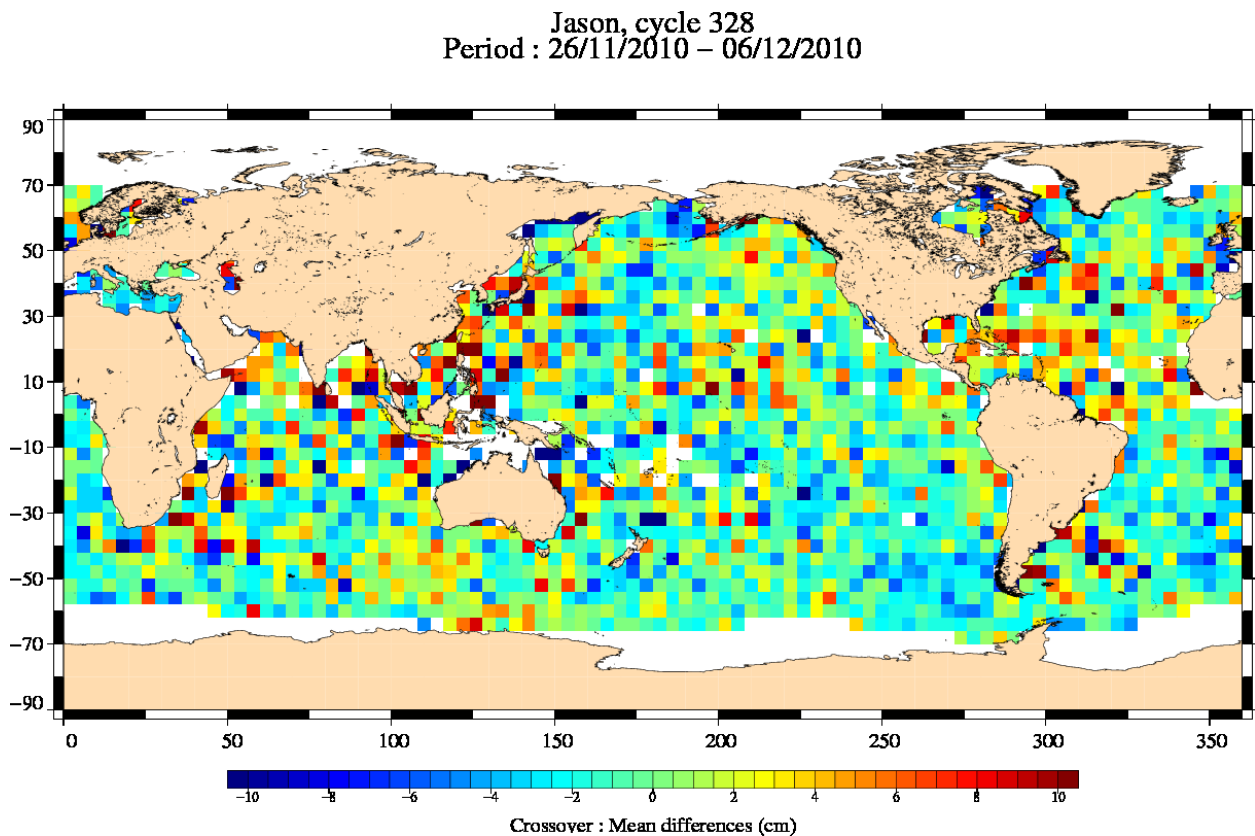 Jason, cycle 328
Period : 26/11/2010 − 06/12/2010
90
70
50
30
10
−10
−30
−50
−70
−90
0 50 100 150 200 250 300 350
−10 −8 −6 −4 −2 0 2 4 6 8 10
Crossover : Mean differences (cm)